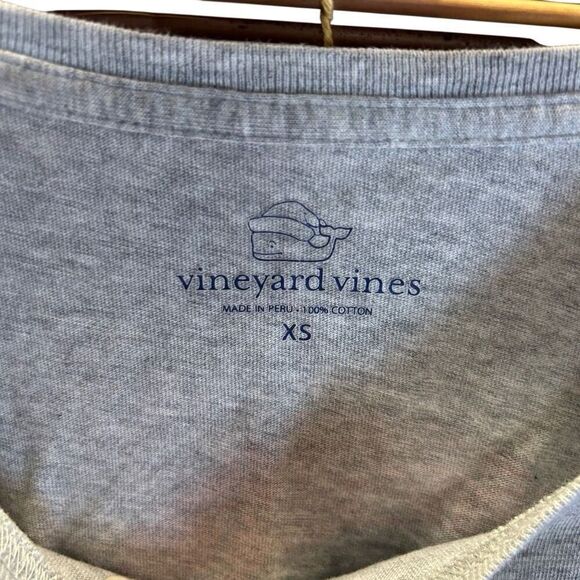 vineyard vines
MADE IN PERU • 100% COTTON
XS